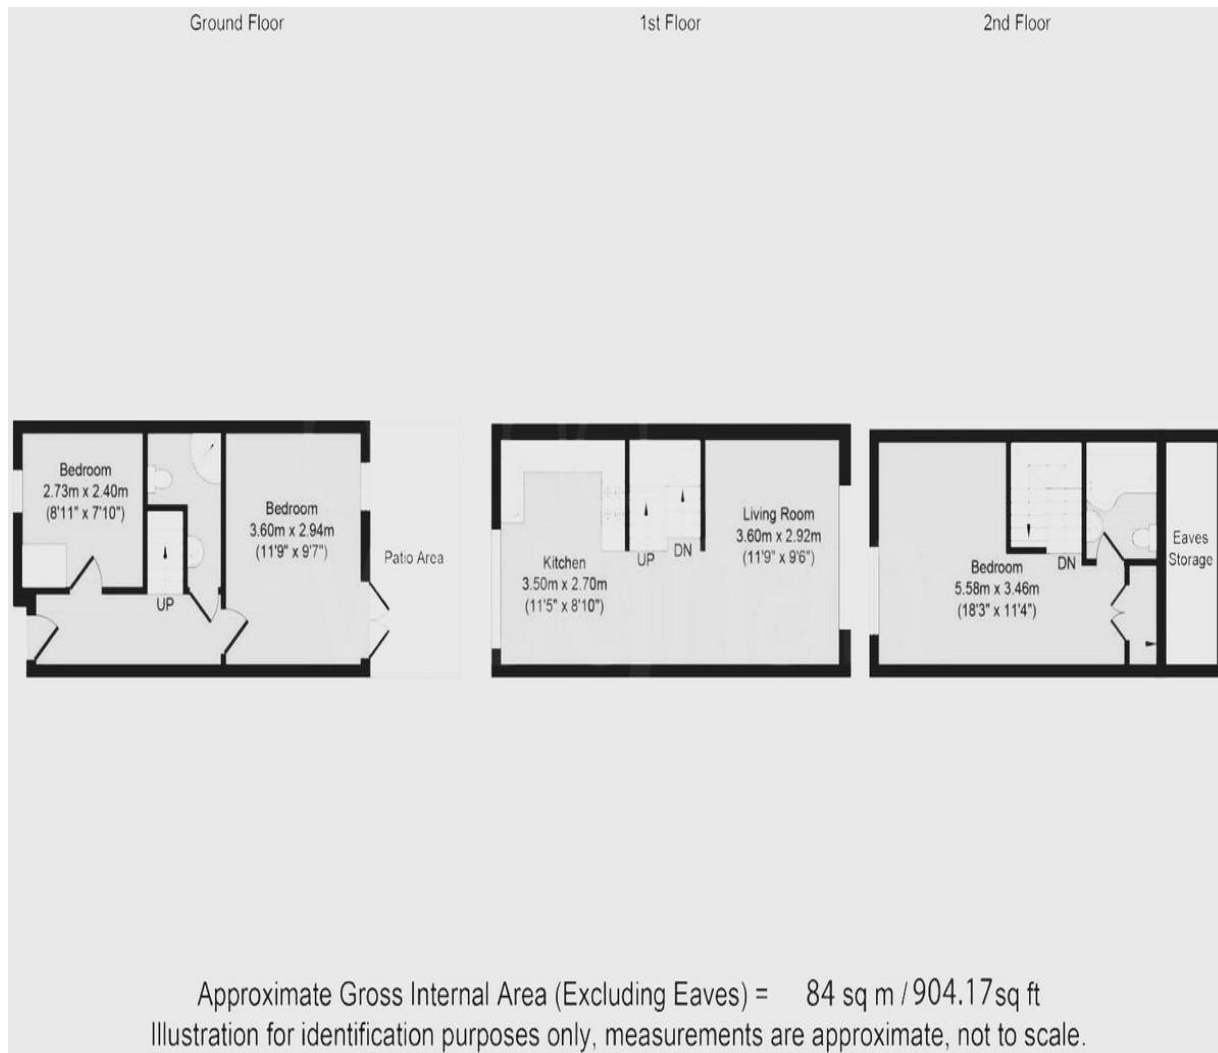 Ground Floor
1st Floor
2nd Floor
Bedroom
2.73m x 2.40m
(8'11" x 7'10")
UP
Bedroom
3.60m x 2.94m
(11'9" x 9'7")
Patio Area
Kitchen
3.50m x 2.70m
(11'5" x 8'10")
UP
DN
Living Room
3.60m x 2.92m
(11'9" x 9'6")
Bedroom
5.58m x 3.46m
(18'3" x 11'4")
DN
Eaves
Storage
Approximate Gross Internal Area (Excluding Eaves) = 84 sq m / 904.17sq ft
Illustration for identification purposes only, measurements are approximate, not to scale.